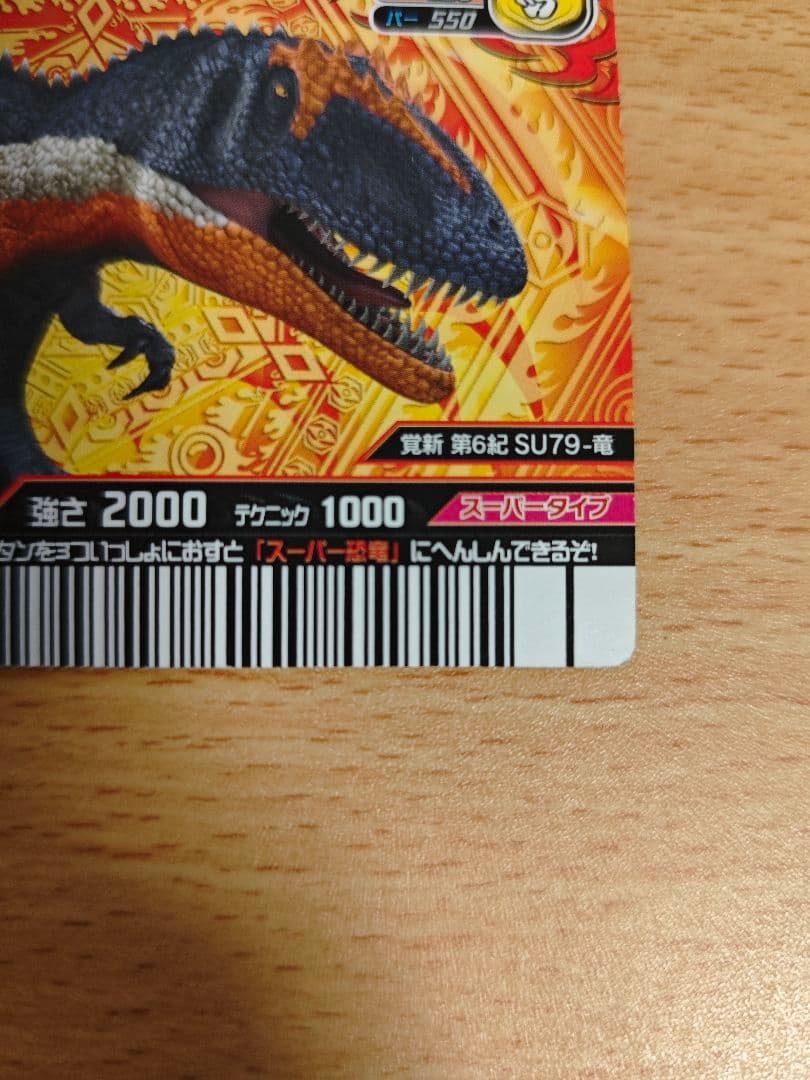 パー 550
覚新 第6紀 SU79-竜
強さ 2000 テクニック 1000 スーパータイプ
タンを3ついっしょにおすと「スーパー恐竜」にへんしんできるぞ!